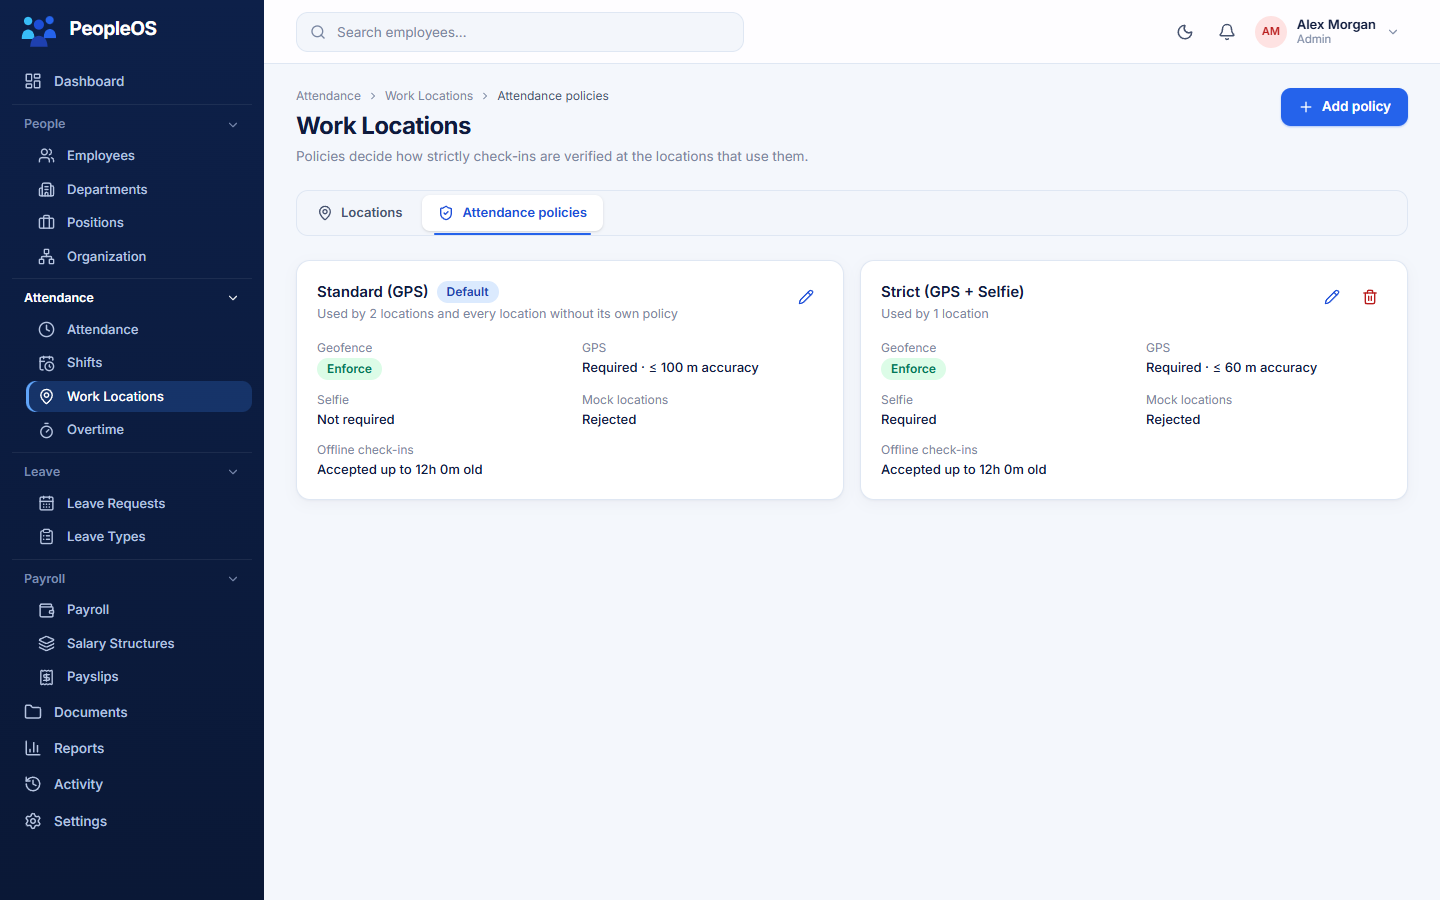 PeopleOS
Search employees...
AM
Alex Morgan
Admin
Dashboard
People
Employees
Departments
Positions
Organization
Attendance
Attendance
Shifts
Work Locations
Overtime
Leave
Leave Requests
Leave Types
Payroll
Payroll
Salary Structures
Payslips
Documents
Reports
Activity
Settings
Attendance > Work Locations > Attendance policies
Work Locations
Policies decide how strictly check-ins are verified at the locations that use them.
Add policy
Locations
Attendance policies
Standard (GPS) Default
Used by 2 locations and every location without its own policy
Geofence
Enforce
GPS
Required · ≤ 100 m accuracy
Selfie
Not required
Mock locations
Rejected
Offline check-ins
Accepted up to 12h 0m old
Strict (GPS + Selfie)
Used by 1 location
Geofence
Enforce
GPS
Required · ≤ 60 m accuracy
Selfie
Required
Mock locations
Rejected
Offline check-ins
Accepted up to 12h 0m old